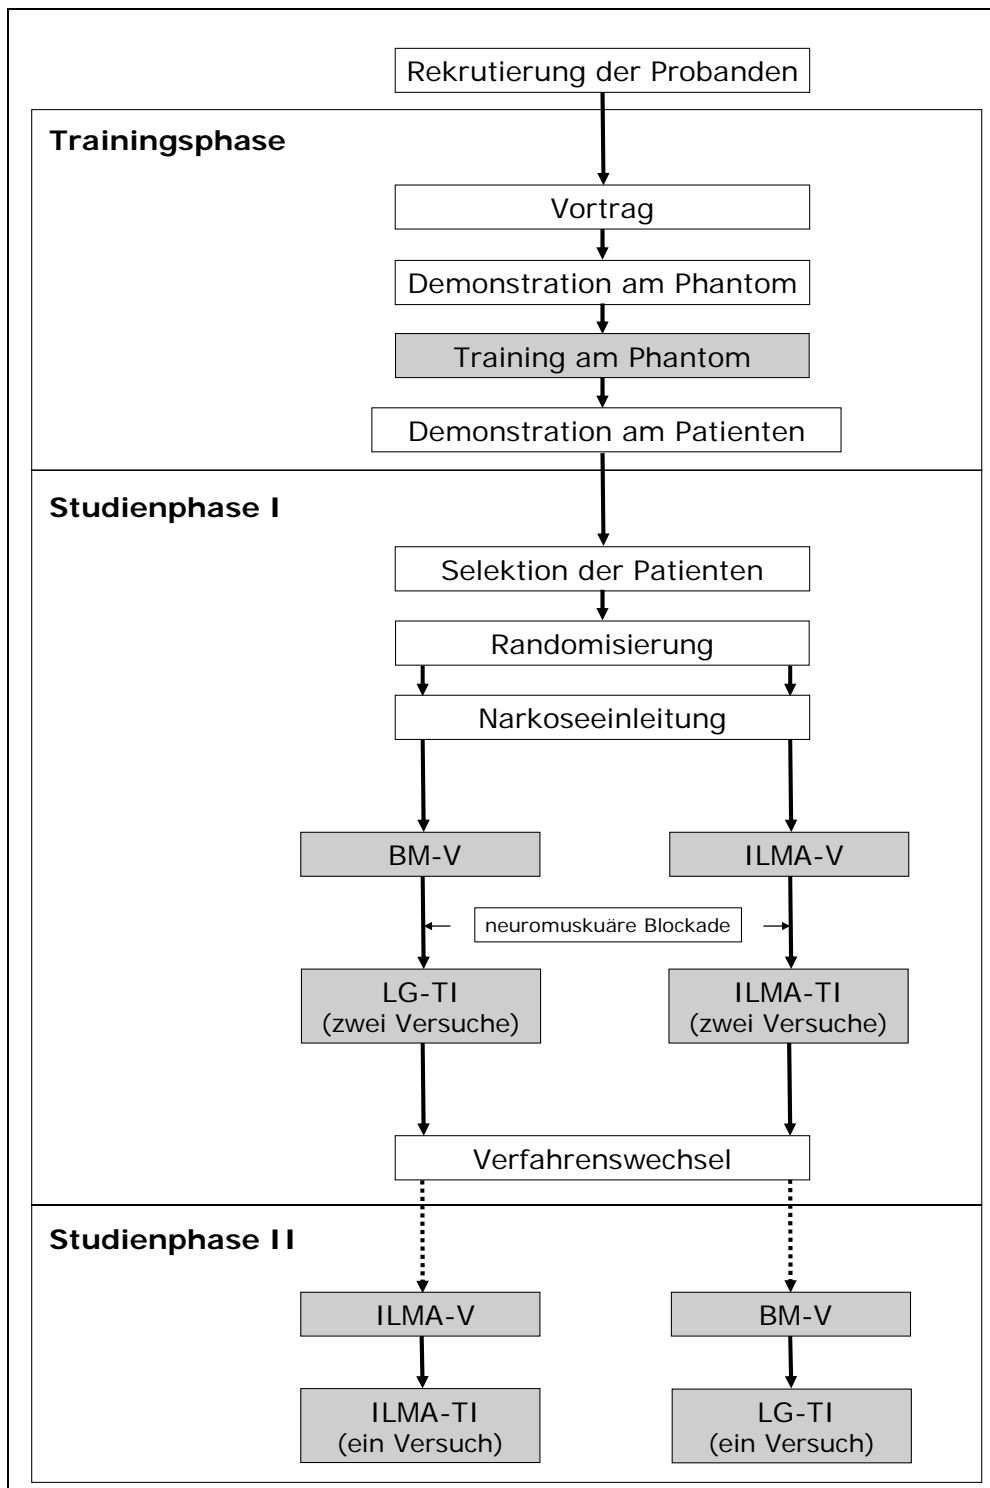 Rekrutierung der Probanden
Trainingsphase
Vortrag
Demonstration am Phantom
Training am Phantom
Demonstration am Patienten
Studienphase I
Selektion der Patienten
Randomisierung
Narkoseeinleitung
BM-V
ILMA-V
neuromuskuäre Blockade
LG-TI
(zwei Versuche)
ILMA-TI
(zwei Versuche)
Verfahrenswechsel
Studienphase II
ILMA-V
BM-V
ILMA-TI
(ein Versuch)
LG-TI
(ein Versuch)